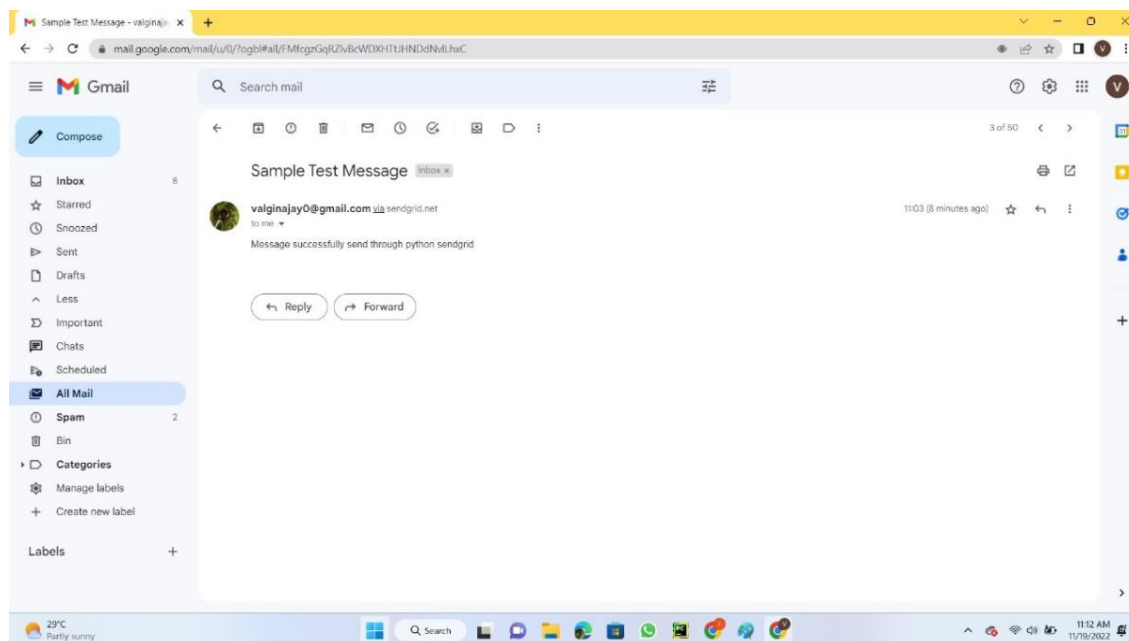 Sample Test Message - valginaja
mail.google.com/mail/u/0/?ogbl#all/
Gmail
Search mail
V
Compose
3 of 50
Sample Test Message Inbox x
Inbox 8
Starred
valginajay0@gmail.com via sendgrid.net
11:03 (8 minutes ago)
to me
Snoozed
Message successfully send through python sendgrid
Sent
Drafts
Less
Reply
Forward
Important
Chats
Scheduled
All Mail
Spam 2
Bin
Categories
Manage labels
Create new label
Labels
29°C
Partly sunny
Search
11:12 AM
11/19/2022